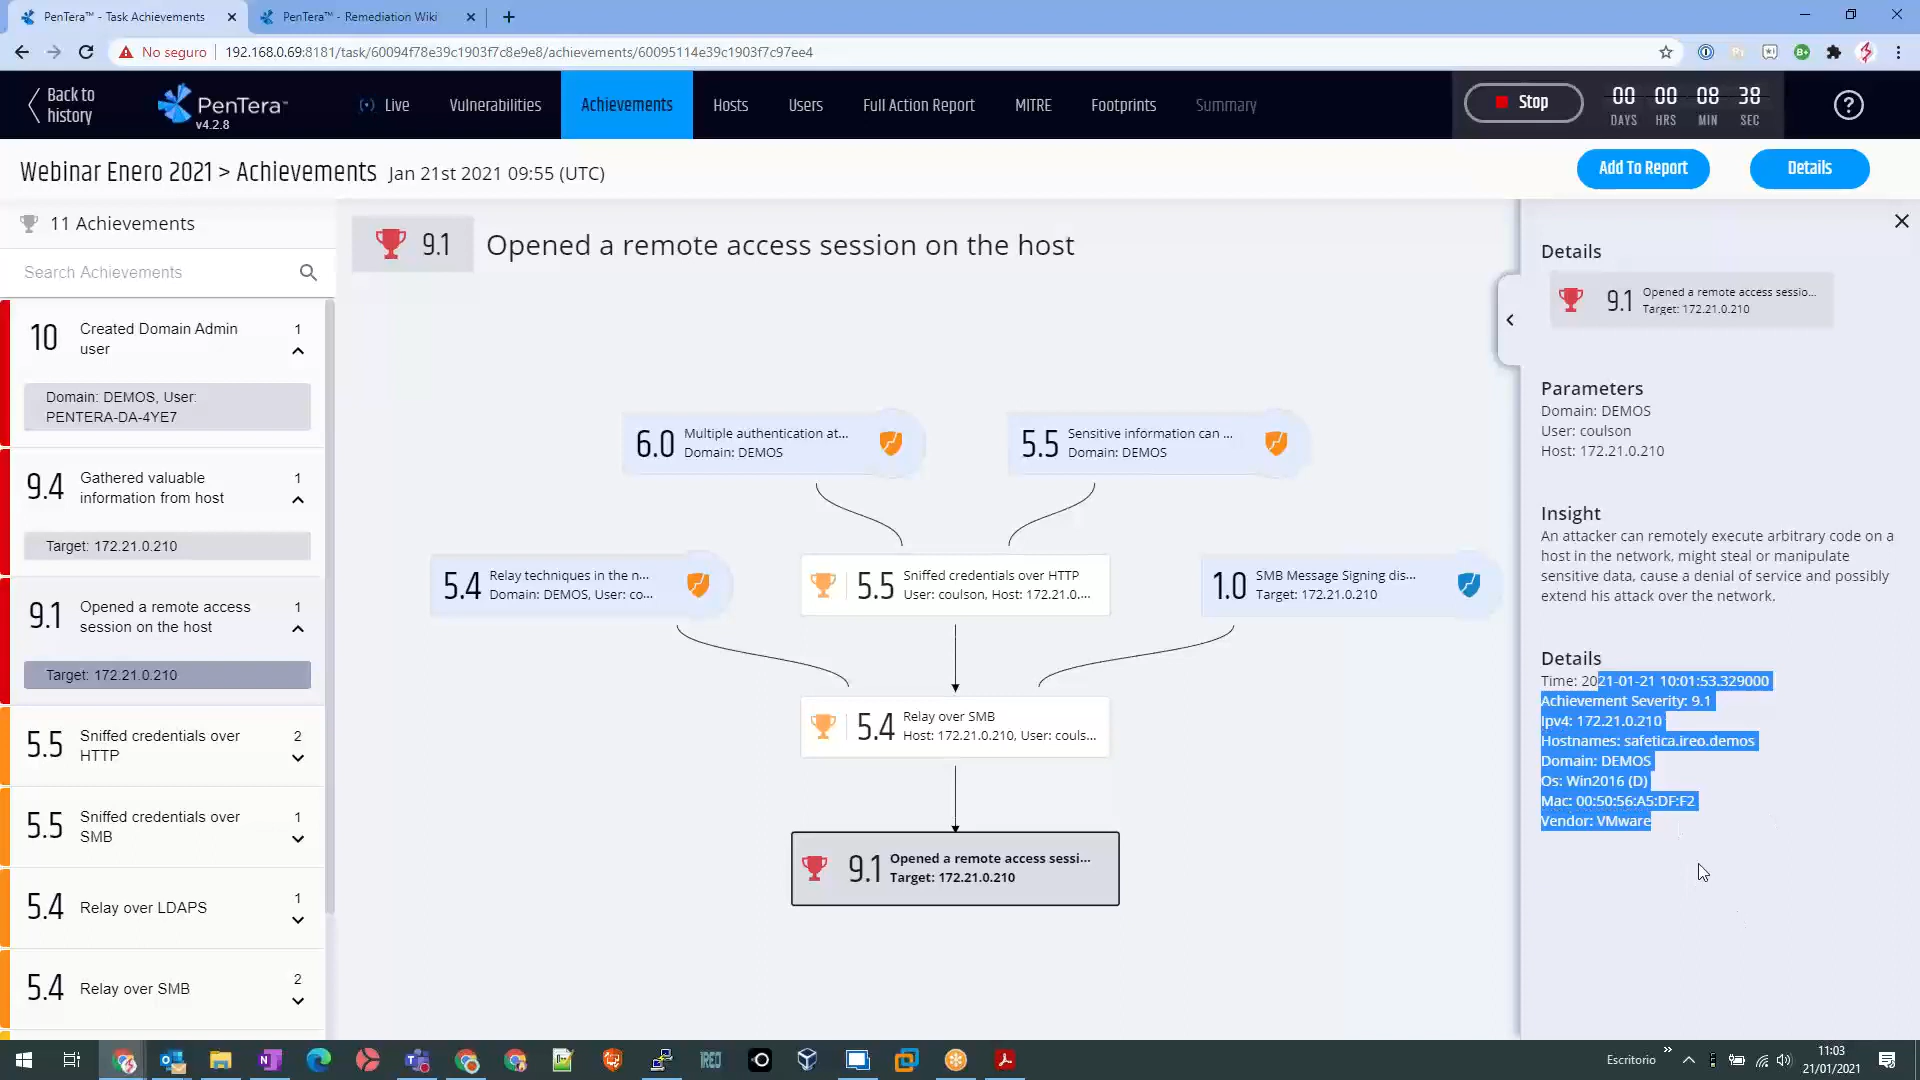 PenTera™ - Task Achievements
PenTera™ - Remediation Wiki
No seguro
192.168.0.69:8181/task/60094f78e39c1903f7c8e9e8/achievements/60095114e39c1903f7c97ee4
Back to
history
PenTera™
v4.2.8
Live
Vulnerabilities
Achievements
Hosts
Users
Full Action Report
MITRE
Footprints
Summary
Stop
00 00 08 38
DAYS HRS MIN SEC
Webinar Enero 2021 > Achievements Jan 21st 2021 09:55 (UTC)
Add To Report
Details
11 Achievements
Search Achievements
10 Created Domain Admin 1
user
Domain: DEMOS, User:
PENTERA-DA-4YE7
9.4 Gathered valuable 1
information from host
Target: 172.21.0.210
9.1 Opened a remote access 1
session on the host
Target: 172.21.0.210
5.5 Sniffed credentials over 2
HTTP
5.5 Sniffed credentials over 1
SMB
5.4 Relay over LDAPS 1
5.4 Relay over SMB 2
9.1 Opened a remote access session on the host
6.0 Multiple authentication at...
Domain: DEMOS
5.5 Sensitive information can ...
Domain: DEMOS
5.4 Relay techniques in the n...
Domain: DEMOS, User: co...
5.5 Sniffed credentials over HTTP
User: coulson, Host: 172.21.0....
1.0 SMB Message Signing dis...
Target: 172.21.0.210
5.4 Relay over SMB
Host: 172.21.0.210, User: couls...
9.1 Opened a remote access sessi...
Target: 172.21.0.210
Details
9.1 Opened a remote access sessio...
Target: 172.21.0.210
Parameters
Domain: DEMOS
User: coulson
Host: 172.21.0.210
Insight
An attacker can remotely execute arbitrary code on a
host in the network, might steal or manipulate
sensitive data, cause a denial of service and possibly
extend his attack over the network.
Details
Time: 2021-01-21 10:01:53.329000
Achievement Severity: 9.1
Ipv4: 172.21.0.210
Hostnames: safetica.ireo.demos
Domain: DEMOS
Os: Win2016 (D)
Mac: 00:50:56:A5:DF:F2
Vendor: VMware
IREO
Escritorio
11:03
21/01/2021